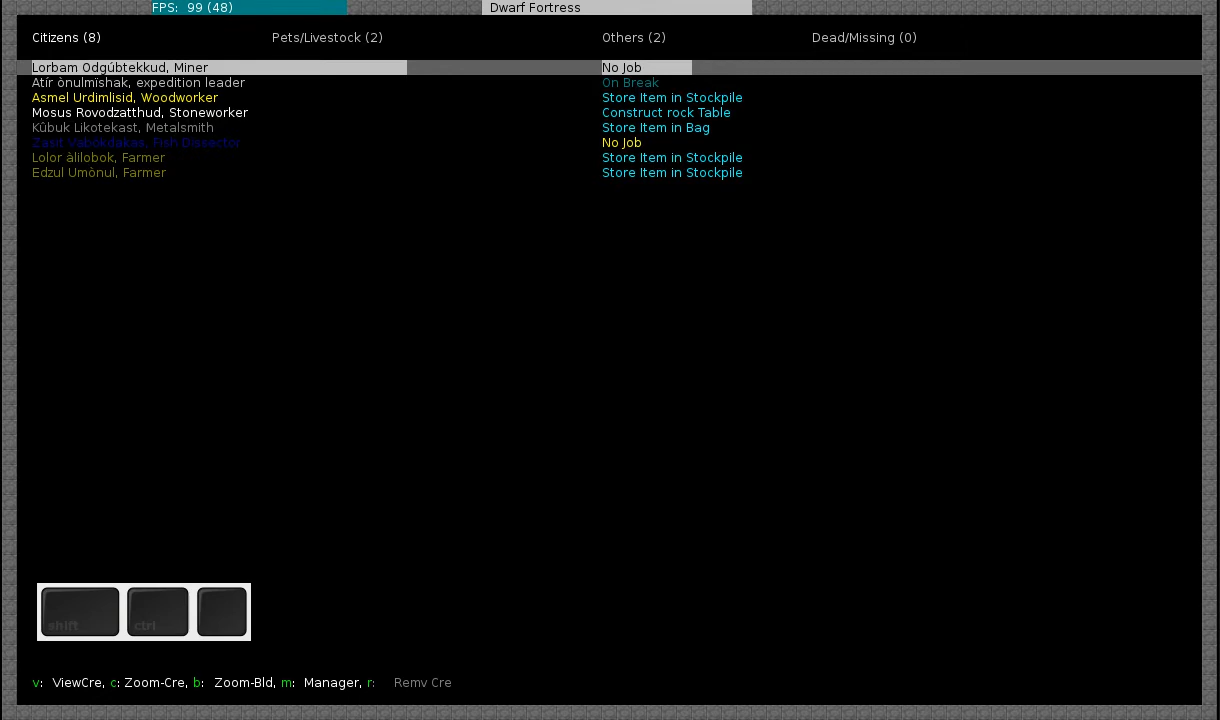 FPS: 99 (48) Dwarf Fortress
Citizens (8) Pets/Livestock (2) Others (2) Dead/Missing (0)
Lorbam Odgúbtekkud, Miner No Job
Atír ònulmïshak, expedition leader On Break
Asmel Urdimlisid, Woodworker Store Item in Stockpile
Mosus Rovodzatthud, Stoneworker Construct rock Table
Kûbuk Likotekast, Metalsmith Store Item in Bag
Zasit Vabôkdakas, Fish Dissector No Job
Lolor àlilobok, Farmer Store Item in Stockpile
Edzul Umònul, Farmer Store Item in Stockpile
shift ctrl
v: ViewCre, c: Zoom-Cre, b: Zoom-Bld, m: Manager, r: Remv Cre